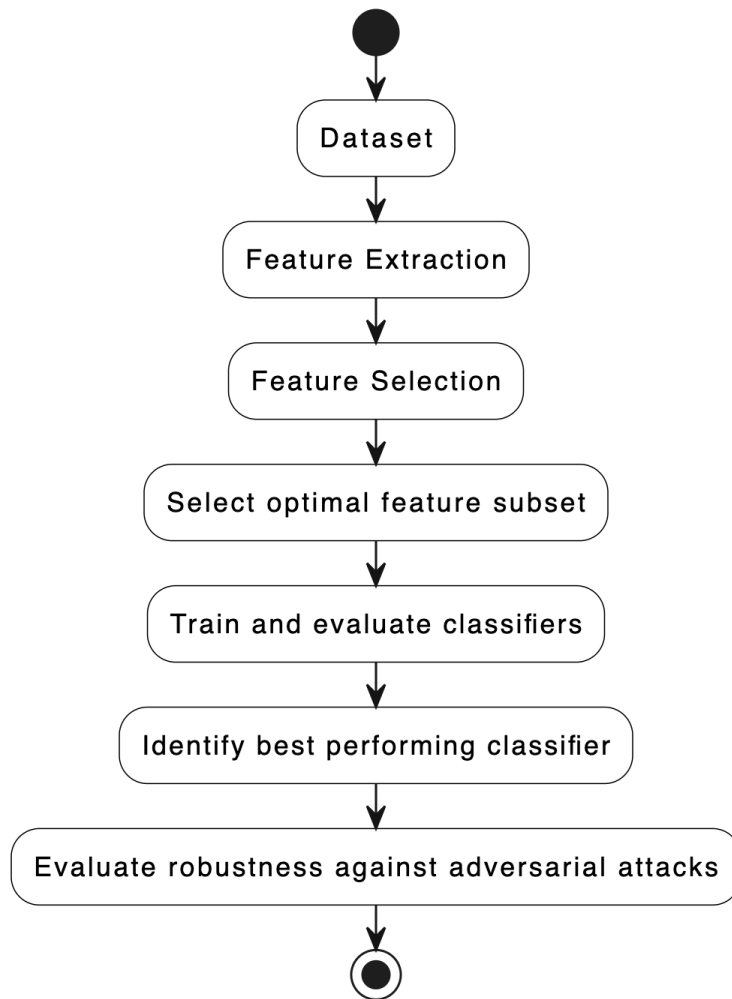 Dataset
Feature Extraction
Feature Selection
Select optimal feature subset
Train and evaluate classifiers
Identify best performing classifier
Evaluate robustness against adversarial attacks